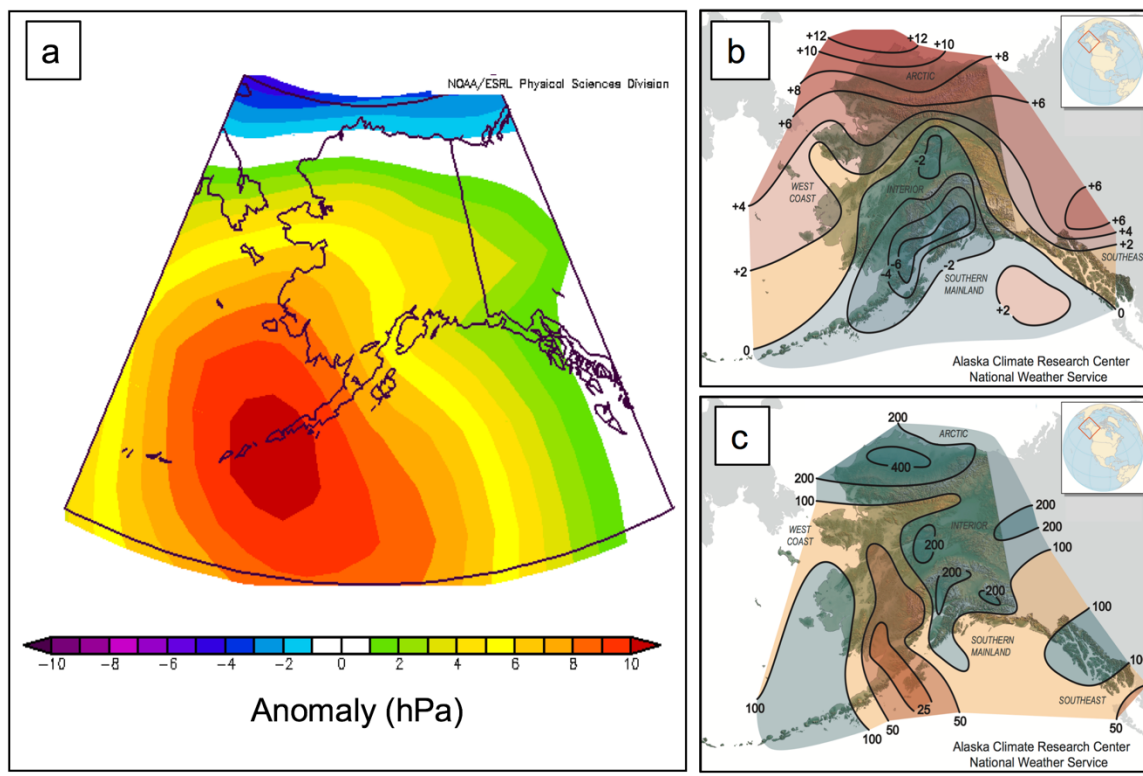 a
NOAA/ESRL Physical Sciences Division
-10 -8 -6 -4 -2 0 2 4 6 8 10
Anomaly (hPa)
b
+12
+12
+10
+10
+8
ARCTIC
+8
+6
+6
-2
WEST
COAST
INTERIOR
+6
+4
+6
+4
+2
SOUTHEAS
+2
-6
-4
-2
SOUTHERN
MAINLAND
+2
0
0
Alaska Climate Research Center
National Weather Service
c
200
ARCTIC
400
200
100
WEST
COAST
INTERIOR
200
200
200
100
200
200
100
SOUTHERN
MAINLAND
10
SOUTHEAST
100
25
50
50
100
50
Alaska Climate Research Center
National Weather Service